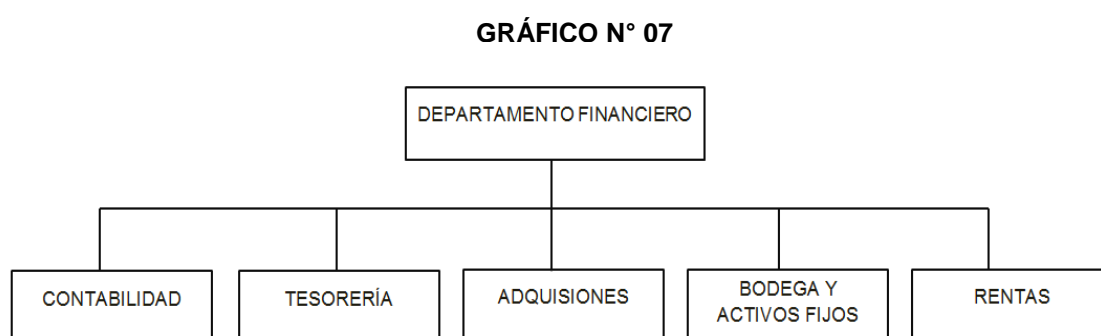 GRÁFICO N° 07
DEPARTAMENTO FINANCIERO
CONTABILIDAD
TESORERÍA
ADQUISIONES
BODEGA Y
ACTIVOS FIJOS
RENTAS